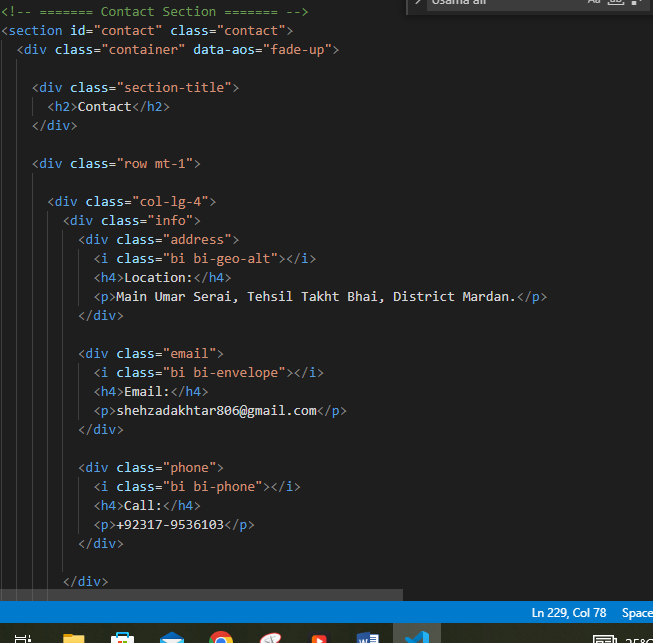 <!-- ======= Contact Section ======= -->
<section id="contact" class="contact">
<div class="container" data-aos="fade-up">
<div class="section-title">
<h2>Contact</h2>
</div>
<div class="row mt-1">
<div class="col-lg-4">
<div class="info">
<div class="address">
<i class="bi bi-geo-alt"></i>
<h4>Location:</h4>
<p>Main Umar Serai, Tehsil Takht Bhai, District Mardan.</p>
</div>
<div class="email">
<i class="bi bi-envelope"></i>
<h4>Email:</h4>
<p>shehzadakhtar806@gmail.com</p>
</div>
<div class="phone">
<i class="bi bi-phone"></i>
<h4>Call:</h4>
<p>+92317-9536103</p>
</div>
</div>
Ln 229, Col 78 Space